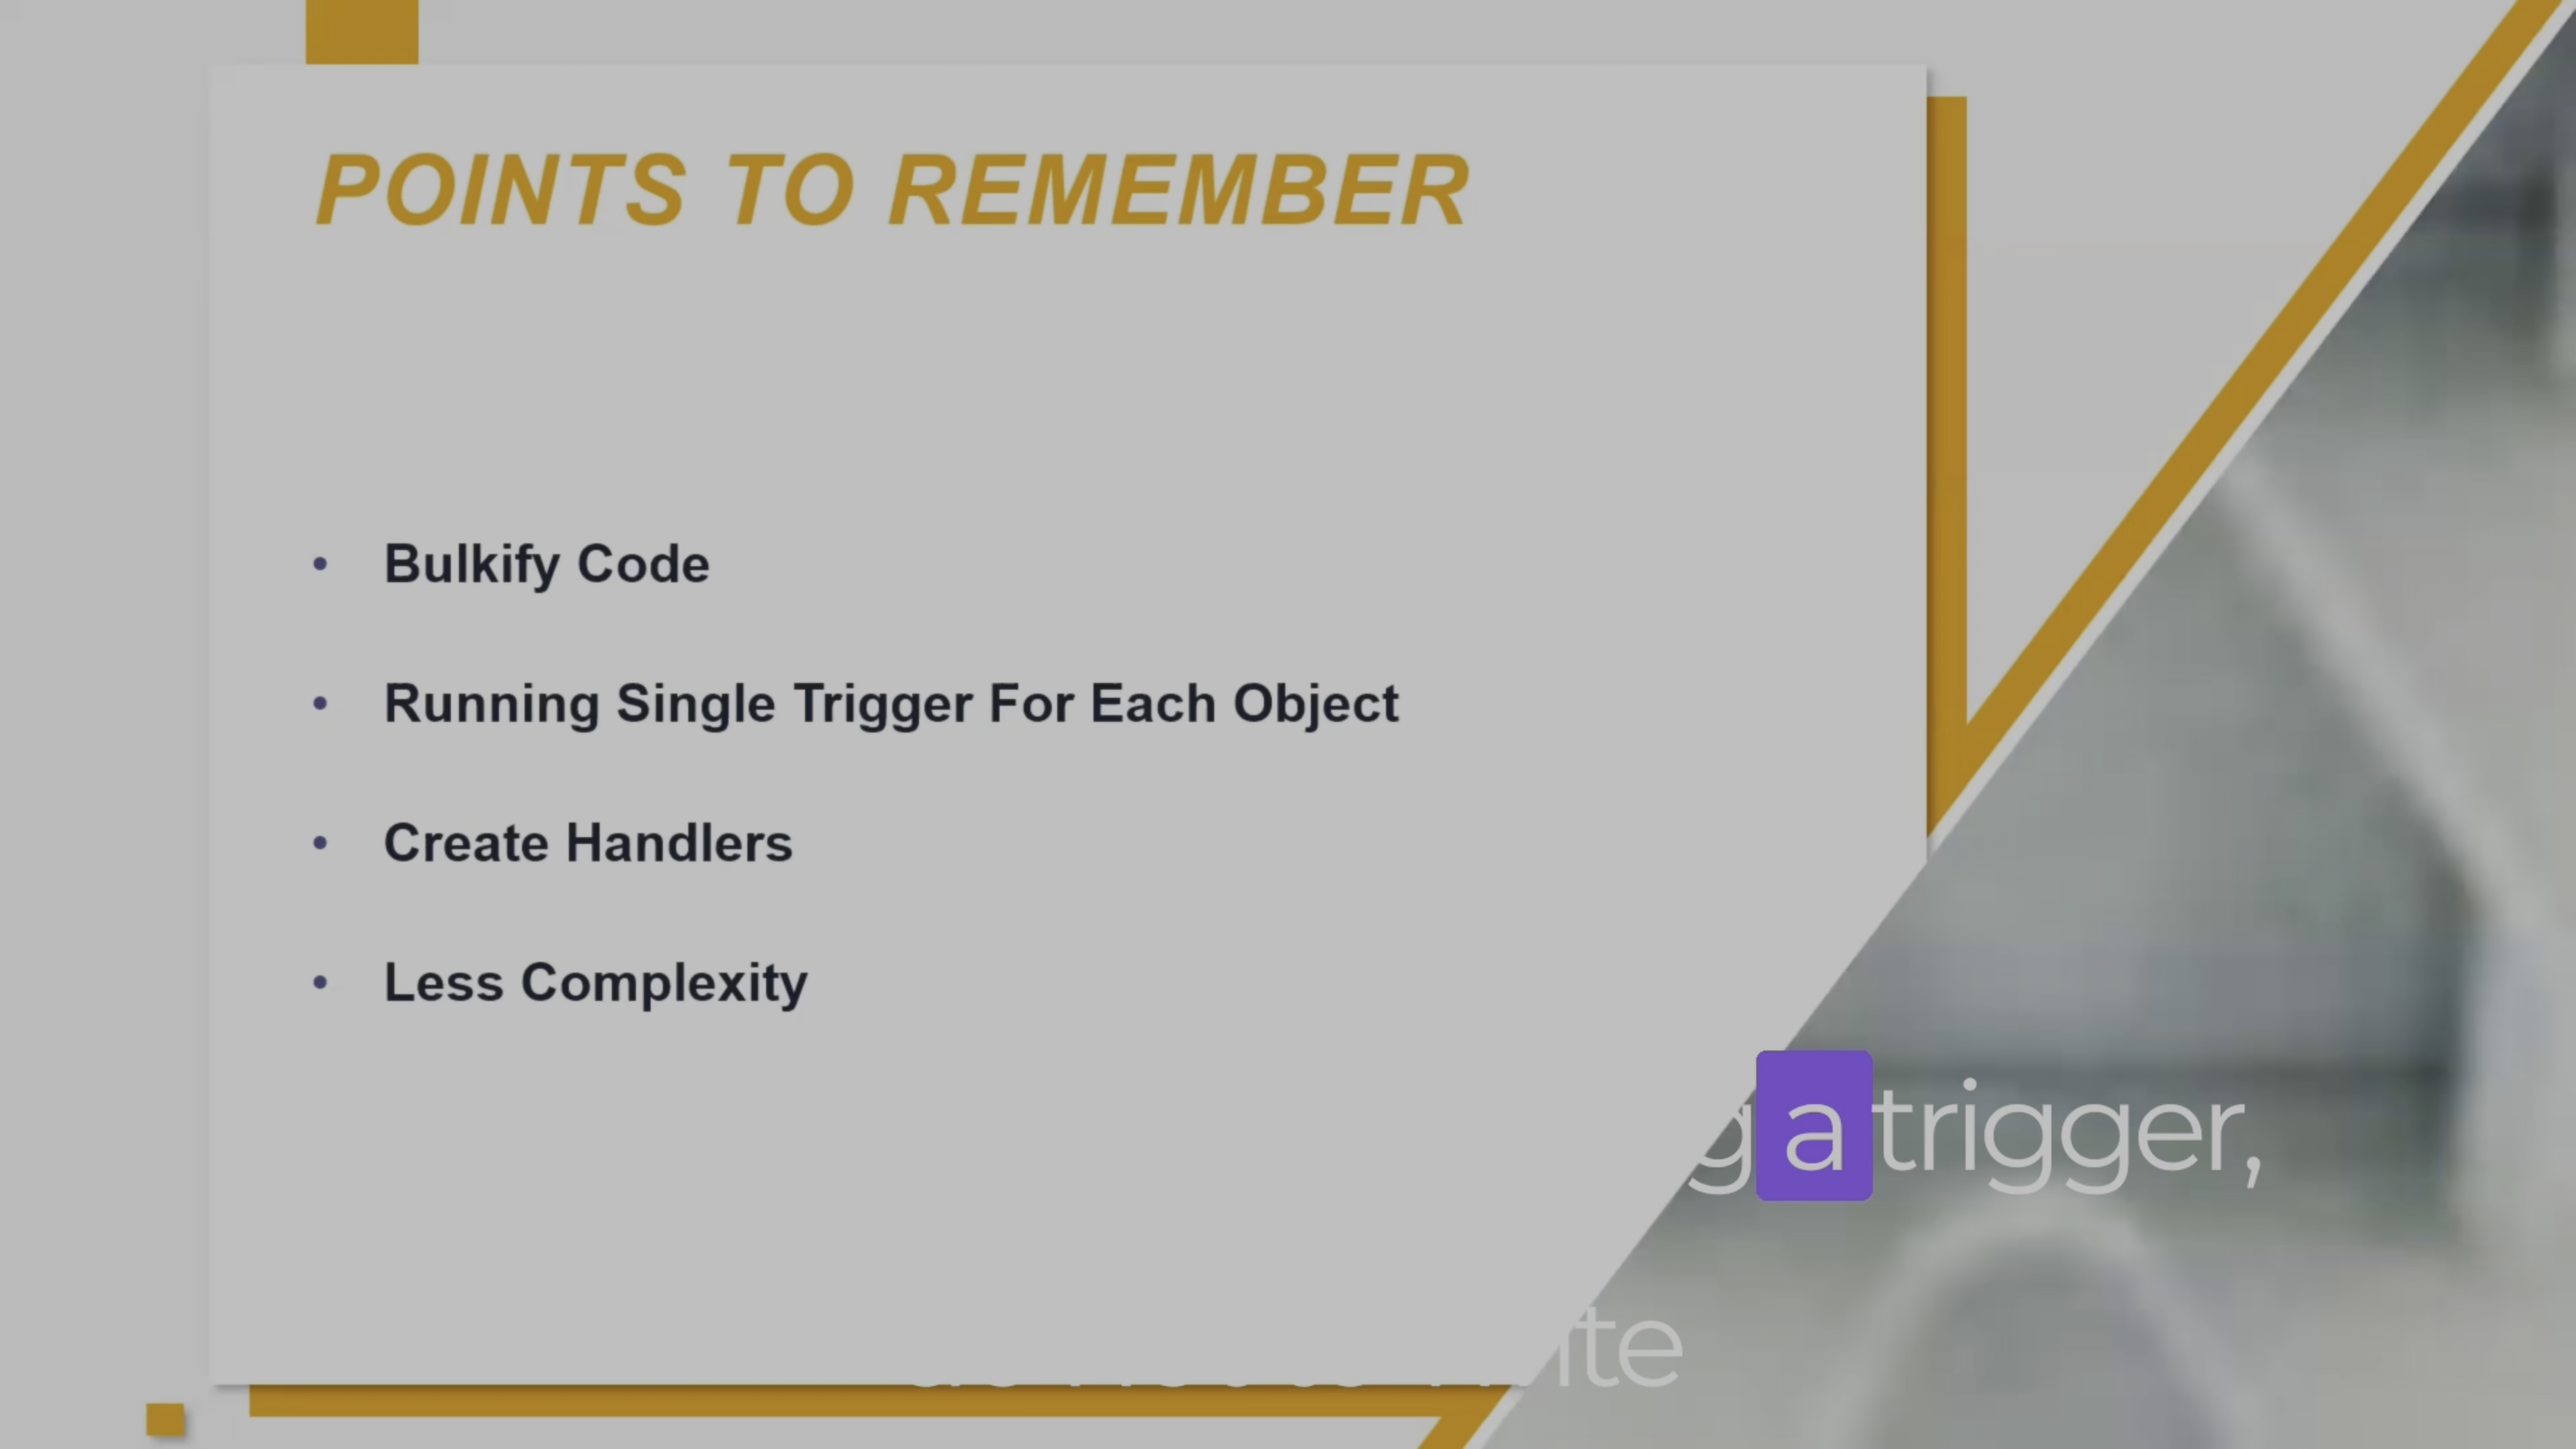 POINTS TO REMEMBER
• Bulkify Code
• Running Single Trigger For Each Object
• Create Handlers
• Less Complexity
a trigger,